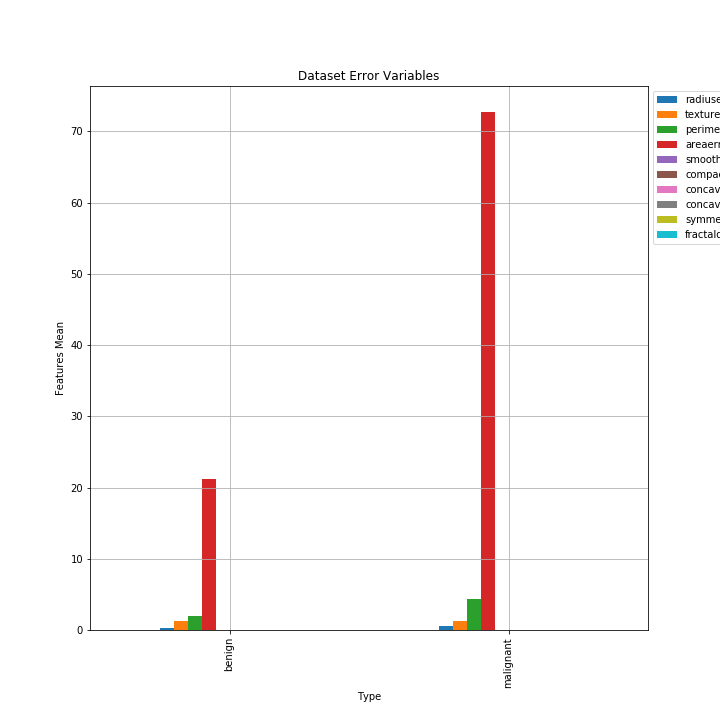 Dataset Error Variables
radiuse
texture
perime
areaerr
smooth
compac
concav
concav
symme
fractald
70
60
50
40
30
20
10
0
Features Mean
benign
malignant
Type